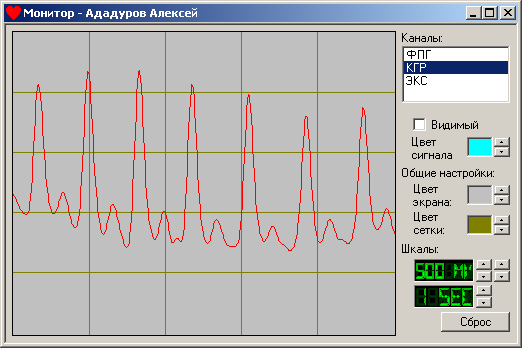 Монитор - Ададуров Алексей
Каналы:
ФПГ
КГР
ЭКС
Видимый
Цвет
сигнала
Общие настройки:
Цвет
экрана:
Цвет
сетки:
Шкалы:
500 MV
1 SEC
Сброс